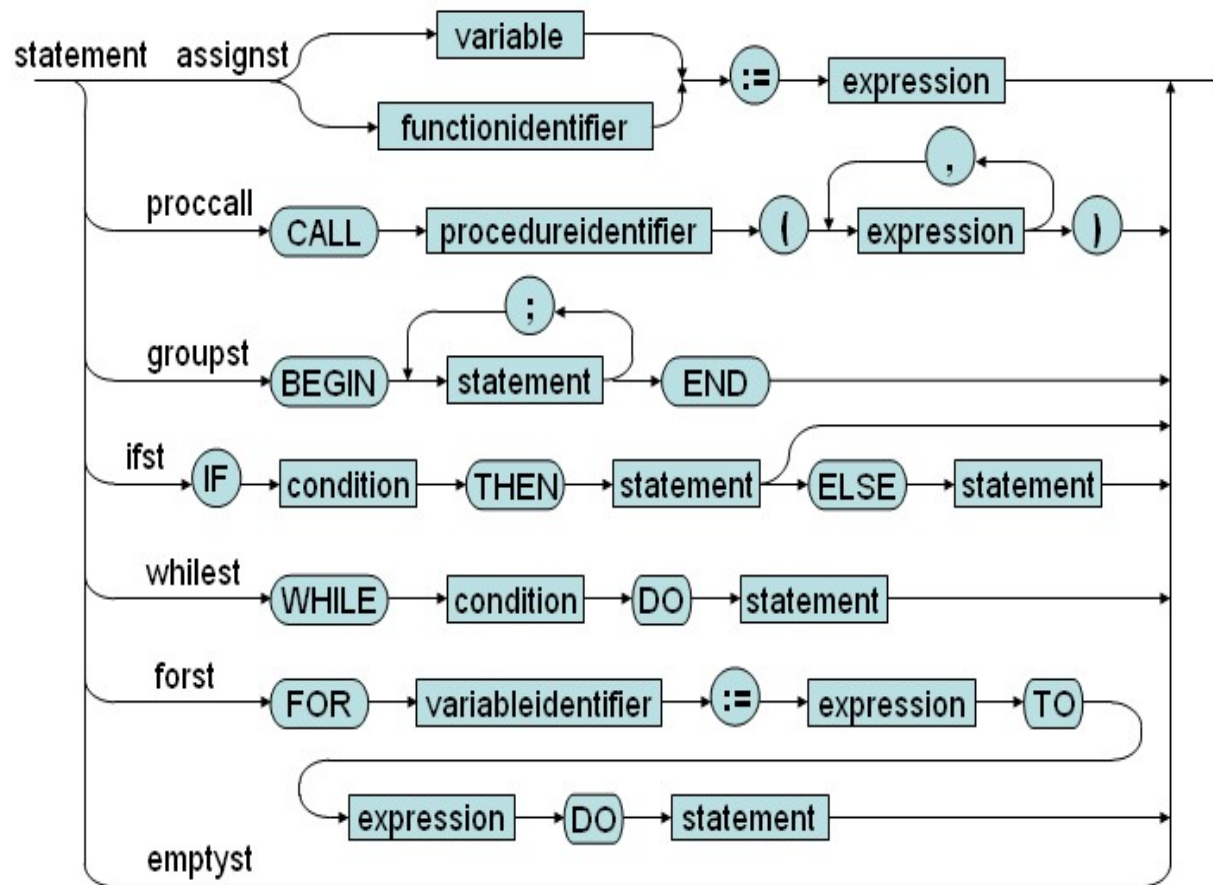 variable
statement assignst := expression
functionidentifier
,
proccall CALL procedureidentifier ( expression )
;
groupst BEGIN statement END
ifst IF condition THEN statement ELSE statement
whilest WHILE condition DO statement
forst FOR variableidentifier := expression TO
expression DO statement
emptyst